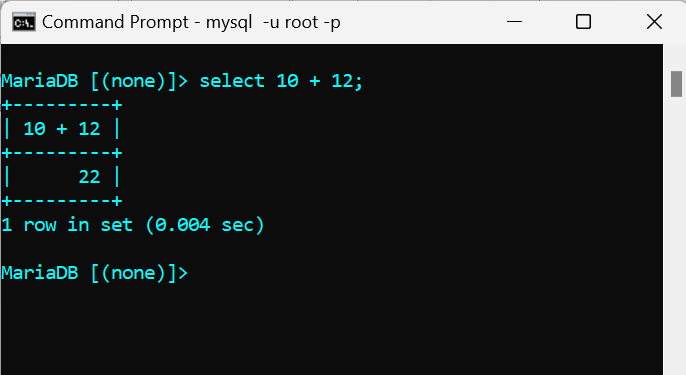 Command Prompt - mysql  -u root -p
MariaDB [(none)]> select 10 + 12;
+---------+
| 10 + 12 |
+---------+
|      22 |
+---------+
1 row in set (0.004 sec)
MariaDB [(none)]>